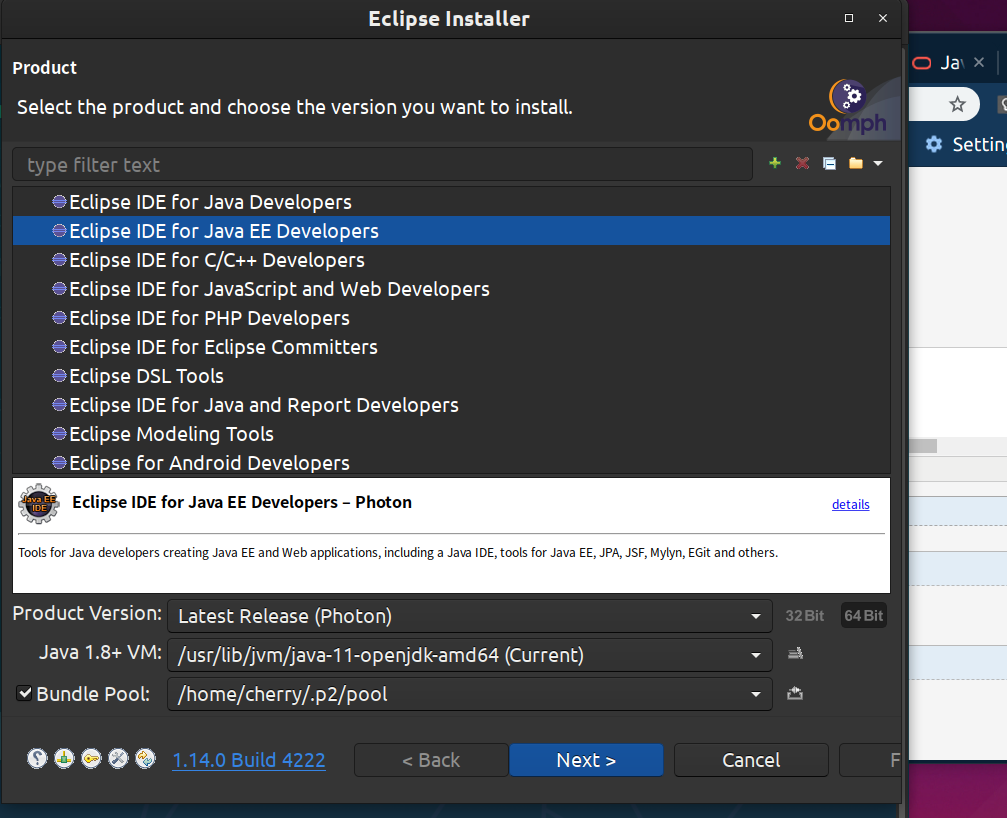 Eclipse Installer
Product
Select the product and choose the version you want to install.
Oomph
type filter text
Eclipse IDE for Java Developers
Eclipse IDE for Java EE Developers
Eclipse IDE for C/C++ Developers
Eclipse IDE for JavaScript and Web Developers
Eclipse IDE for PHP Developers
Eclipse IDE for Eclipse Committers
Eclipse DSL Tools
Eclipse IDE for Java and Report Developers
Eclipse Modeling Tools
Eclipse for Android Developers
Java EE
IDE
Eclipse IDE for Java EE Developers – Photon
details
Tools for Java developers creating Java EE and Web applications, including a Java IDE, tools for Java EE, JPA, JSF, Mylyn, EGit and others.
Product Version: Latest Release (Photon) 32 Bit 64 Bit
Java 1.8+ VM: /usr/lib/jvm/java-11-openjdk-amd64 (Current)
Bundle Pool: /home/cherry/.p2/pool
1.14.0 Build 4222
< Back
Next >
Cancel
F
Jav
Settin